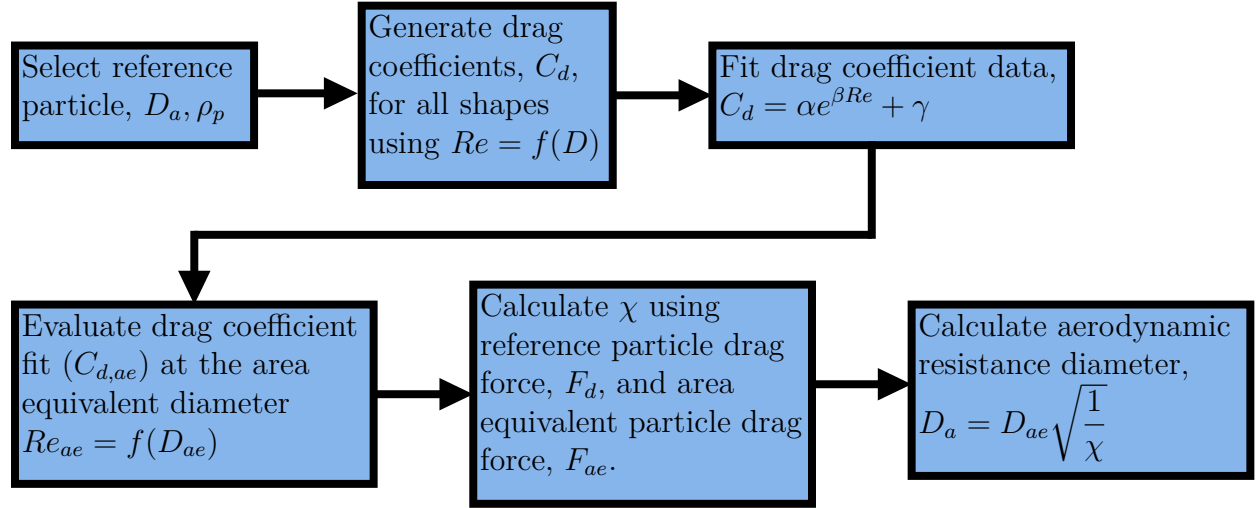 Select reference
particle, $D_a, \rho_p$
Generate drag
coefficients, $C_d$,
for all shapes
using $Re = f(D)$
Fit drag coefficient data,
$C_d = \alpha e^{\beta Re} + \gamma$
Evaluate drag coefficient
fit ($C_{d,ae}$) at the area
equivalent diameter
$Re_{ae} = f(D_{ae})$
Calculate $\chi$ using
reference particle drag
force, $F_d$, and area
equivalent particle drag
force, $F_{ae}$.
Calculate aerodynamic
resistance diameter,
$D_a = D_{ae}\sqrt{\dfrac{1}{\chi}}$